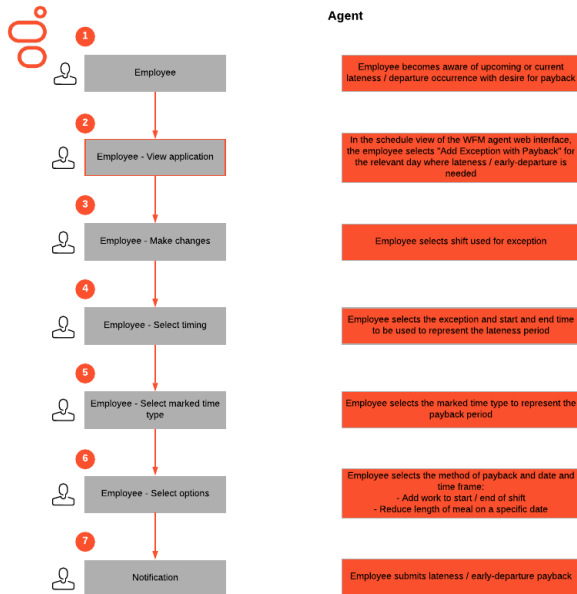 Agent
1
Employee
Employee becomes aware of upcoming or current
lateness / departure occurrence with desire for payback
2
Employee - View application
In the schedule view of the WFM agent web interface,
the employee selects "Add Exception with Payback" for
the relevant day where lateness / early-departure is
needed
3
Employee - Make changes
Employee selects shift used for exception
4
Employee - Select timing
Employee selects the exception and start and end time
to be used to represent the lateness period
5
Employee - Select marked time
type
Employee selects the marked time type to represent the
payback period
6
Employee - Select options
Employee selects the method of payback and date and
time frame:
- Add work to start / end of shift
- Reduce length of meal on a specific date
7
Notification
Employee submits lateness / early-departure payback